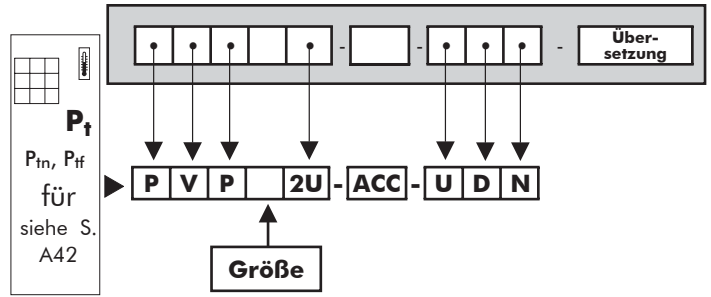 - - - Über-
setzung
Pt
Ptn, Ptf
für
siehe S.
A42
P V P 2U - ACC - U D N
Größe